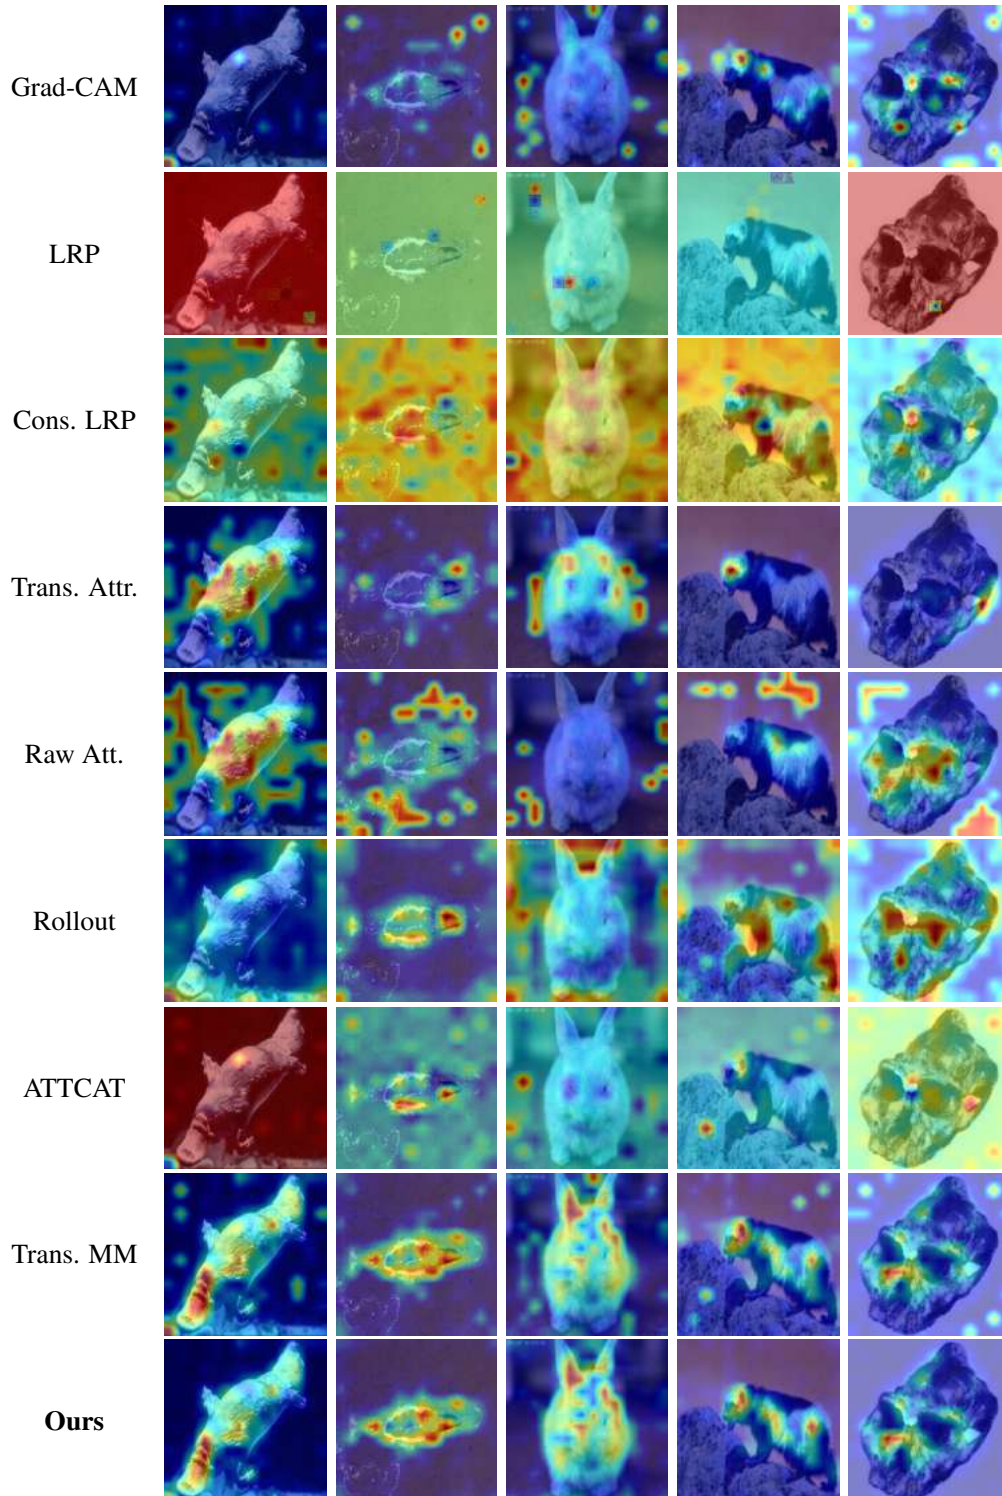 Grad-CAM
LRP
Cons. LRP
Trans. Attr.
Raw Att.
Rollout
ATTCAT
Trans. MM
Ours